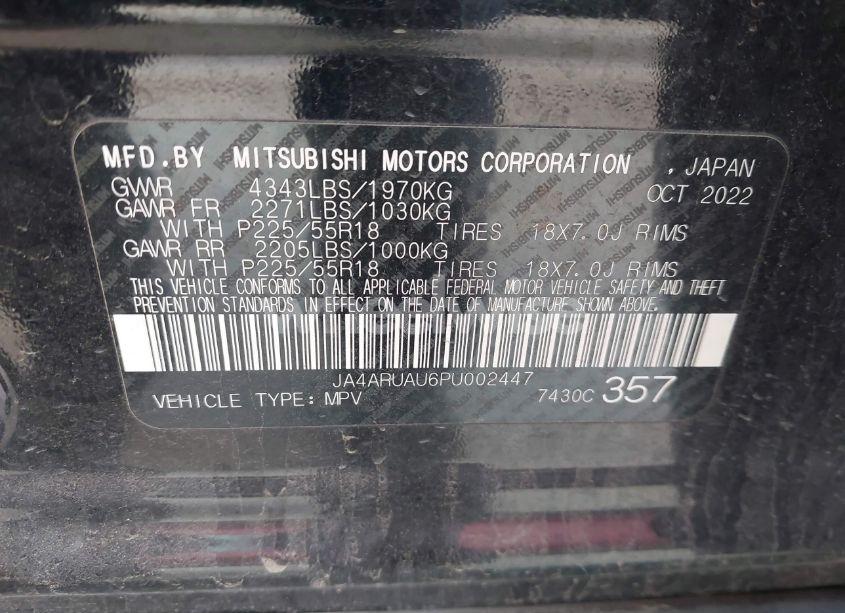 MFD.BY MITSUBISHI MOTORS CORPORATION , JAPAN
GVWR 4343LBS/1970KG OCT 2022
GAWR FR 2271LBS/1030KG
WITH P225/55R18 TIRES 18X7.0J RIMS
GAWR RR 2205LBS/1000KG
WITH P225/55R18 TIRES 18X7.0J RIMS
THIS VEHICLE CONFORMS TO ALL APPLICABLE FEDERAL MOTOR VEHICLE SAFETY AND THEFT
PREVENTION STANDARDS IN EFFECT ON THE DATE OF MANUFACTURE SHOWN ABOVE.
JA4ARUAU6PU002447
VEHICLE TYPE: MPV 7430C 357